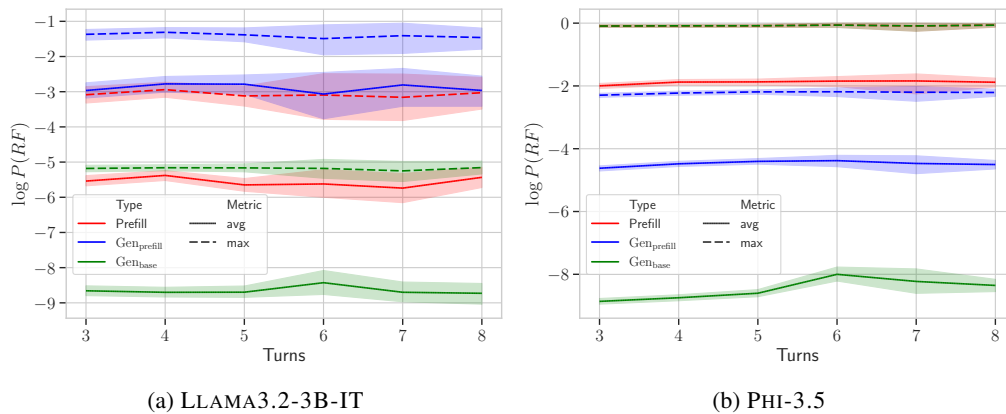 −1
−2
−3
−4
−5
−6
−7
−8
−9
log P(RF)
Type
Metric
Prefill
avg
Gen_prefill
max
Gen_base
3 4 5 6 7 8
Turns
(a) LLAMA3.2-3B-IT
0
−2
−4
−6
−8
log P(RF)
Type
Metric
Prefill
avg
Gen_prefill
max
Gen_base
3 4 5 6 7 8
Turns
(b) PHI-3.5